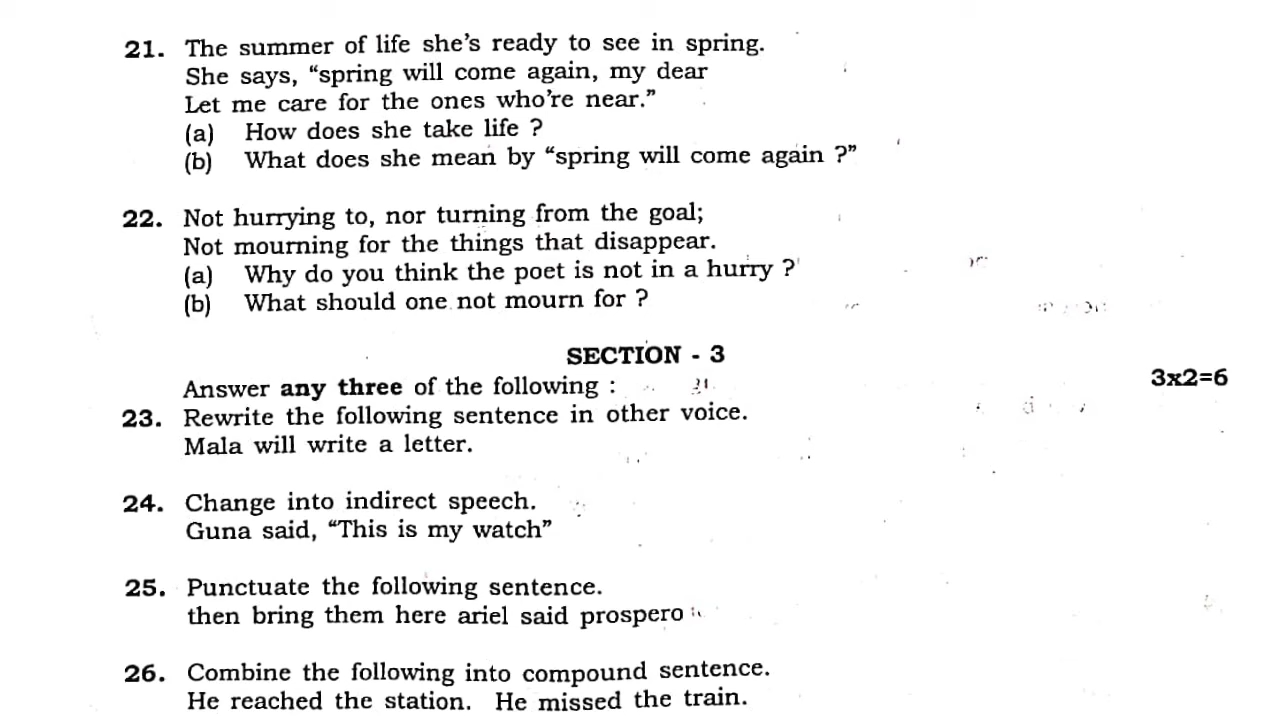 21. The summer of life she's ready to see in spring.
She says, “spring will come again, my dear
Let me care for the ones who're near.”
(a) How does she take life ?
(b) What does she mean by “spring will come again ?”
22. Not hurrying to, nor turning from the goal;
Not mourning for the things that disappear.
(a) Why do you think the poet is not in a hurry ?
(b) What should one not mourn for ?
SECTION - 3
Answer any three of the following : 3x2=6
23. Rewrite the following sentence in other voice.
Mala will write a letter.
24. Change into indirect speech.
Guna said, “This is my watch”
25. Punctuate the following sentence.
then bring them here ariel said prospero
26. Combine the following into compound sentence.
He reached the station. He missed the train.